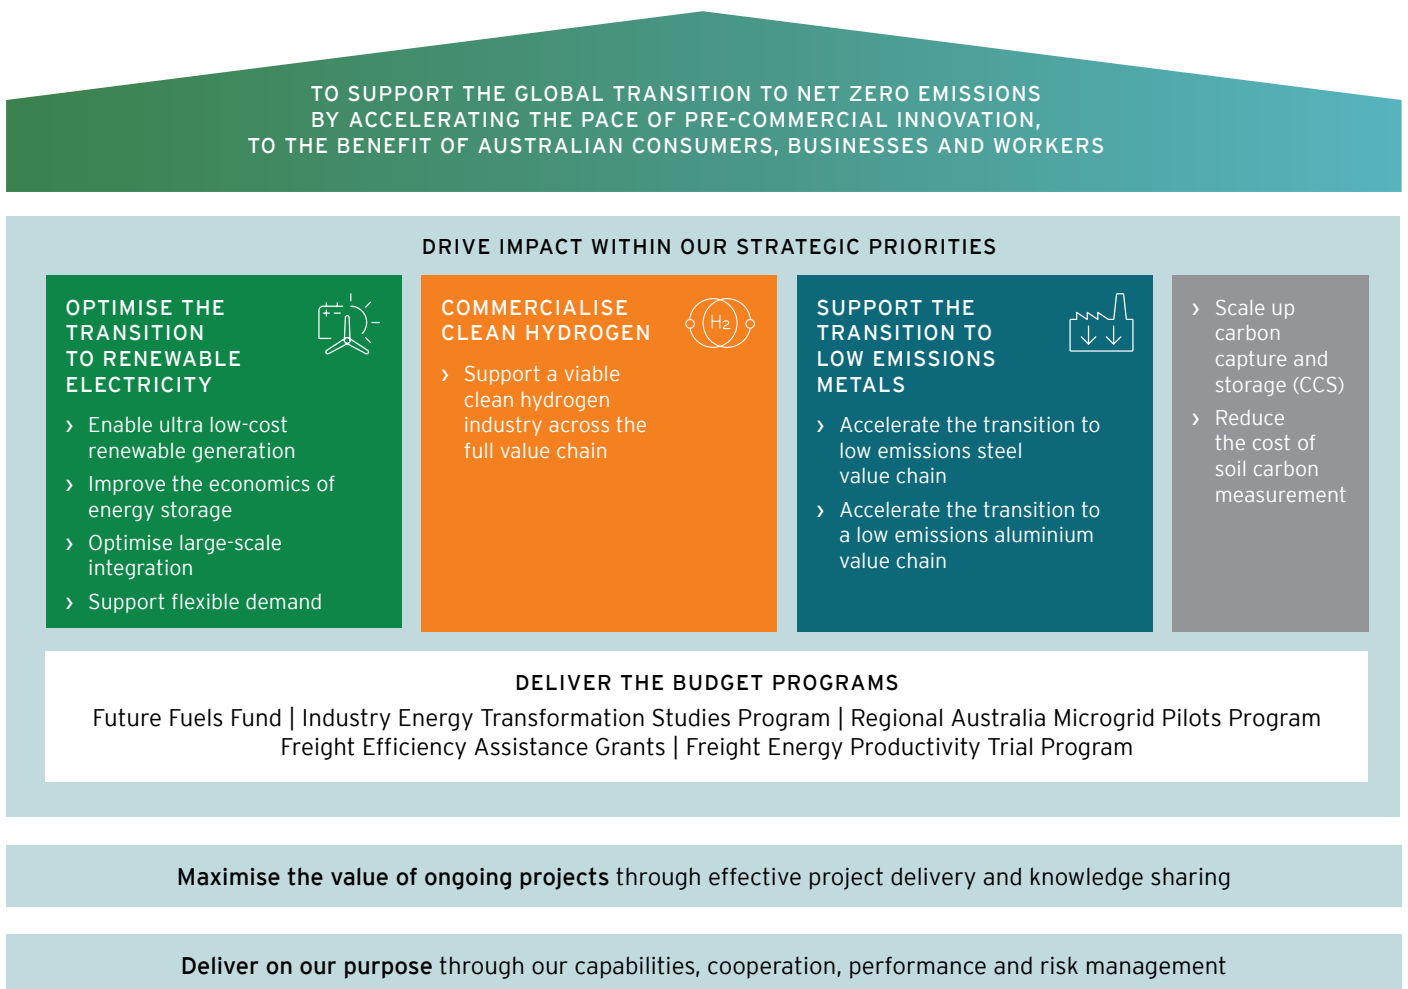 TO SUPPORT THE GLOBAL TRANSITION TO NET ZERO EMISSIONS
BY ACCELERATING THE PACE OF PRE-COMMERCIAL INNOVATION,
TO THE BENEFIT OF AUSTRALIAN CONSUMERS, BUSINESSES AND WORKERS
DRIVE IMPACT WITHIN OUR STRATEGIC PRIORITIES
OPTIMISE THE
TRANSITION
TO RENEWABLE
ELECTRICITY
› Enable ultra low-cost
renewable generation
› Improve the economics of
energy storage
› Optimise large-scale
integration
› Support flexible demand
COMMERCIALISE
CLEAN HYDROGEN
H2
› Support a viable
clean hydrogen
industry across the
full value chain
SUPPORT THE
TRANSITION TO
LOW EMISSIONS
METALS
› Accelerate the transition to
low emissions steel
value chain
› Accelerate the transition to
a low emissions aluminium
value chain
› Scale up
carbon
capture and
storage (CCS)
› Reduce
the cost of
soil carbon
measurement
DELIVER THE BUDGET PROGRAMS
Future Fuels Fund | Industry Energy Transformation Studies Program | Regional Australia Microgrid Pilots Program
Freight Efficiency Assistance Grants | Freight Energy Productivity Trial Program
Maximise the value of ongoing projects through effective project delivery and knowledge sharing
Deliver on our purpose through our capabilities, cooperation, performance and risk management